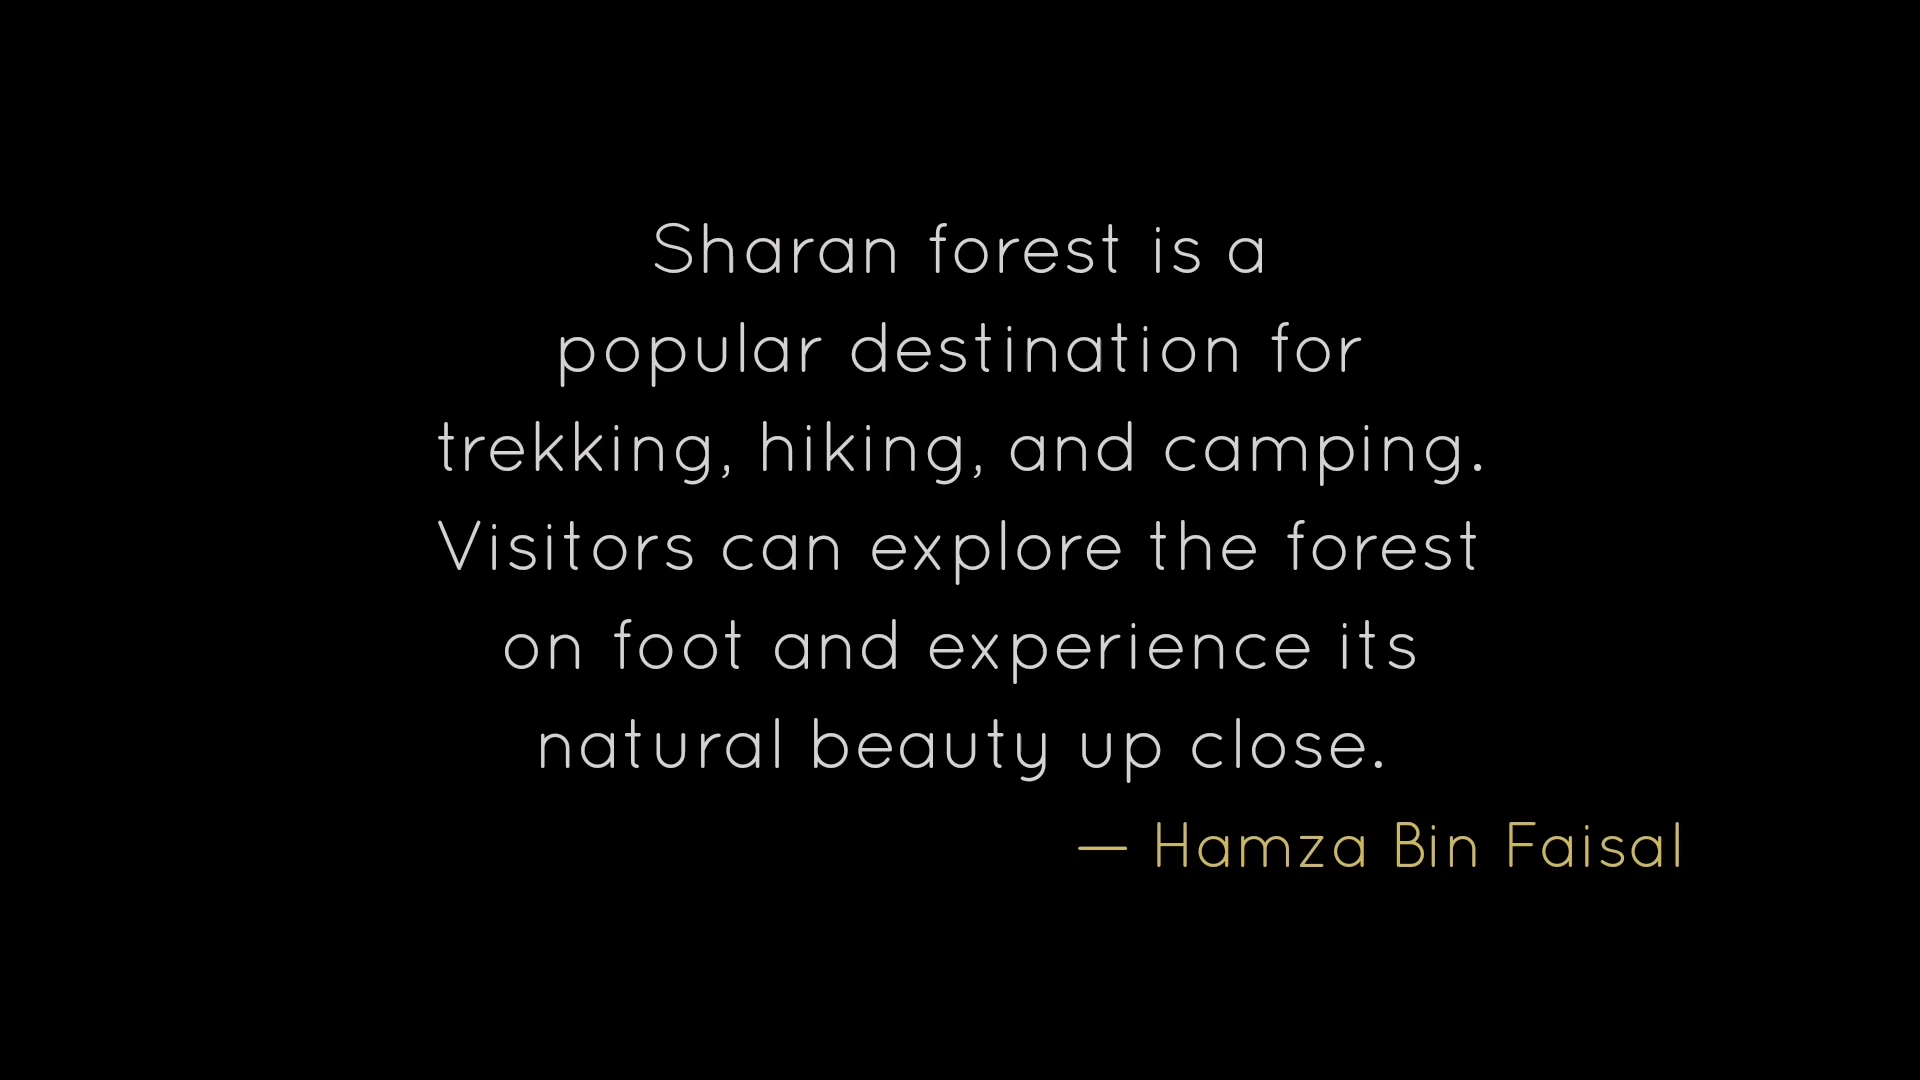 Sharan forest is a
popular destination for
trekking, hiking, and camping.
Visitors can explore the forest
on foot and experience its
natural beauty up close.
— Hamza Bin Faisal